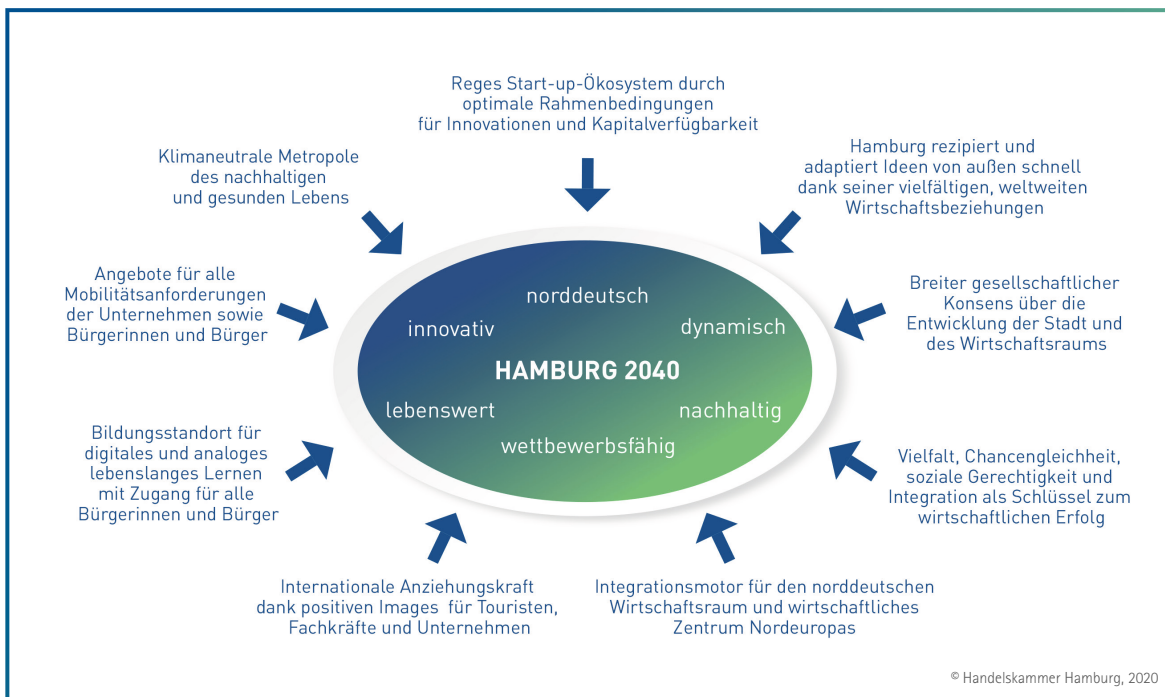 Reges Start-up-Ökosystem durch
optimale Rahmenbedingungen
für Innovationen und Kapitalverfügbarkeit
Klimaneutrale Metropole
des nachhaltigen
und gesunden Lebens
Hamburg rezipiert und
adaptiert Ideen von außen schnell
dank seiner vielfältigen, weltweiten
Wirtschaftsbeziehungen
Angebote für alle
Mobilitätsanforderungen
der Unternehmen sowie
Bürgerinnen und Bürger
Breiter gesellschaftlicher
Konsens über die
Entwicklung der Stadt und
des Wirtschaftsraums
norddeutsch
innovativ
dynamisch
HAMBURG 2040
lebenswert
nachhaltig
wettbewerbsfähig
Bildungsstandort für
digitales und analoges
lebenslanges Lernen
mit Zugang für alle
Bürgerinnen und Bürger
Vielfalt, Chancengleichheit,
soziale Gerechtigkeit und
Integration als Schlüssel zum
wirtschaftlichen Erfolg
Internationale Anziehungskraft
dank positiven Images für Touristen,
Fachkräfte und Unternehmen
Integrationsmotor für den norddeutschen
Wirtschaftsraum und wirtschaftliches
Zentrum Nordeuropas
© Handelskammer Hamburg, 2020